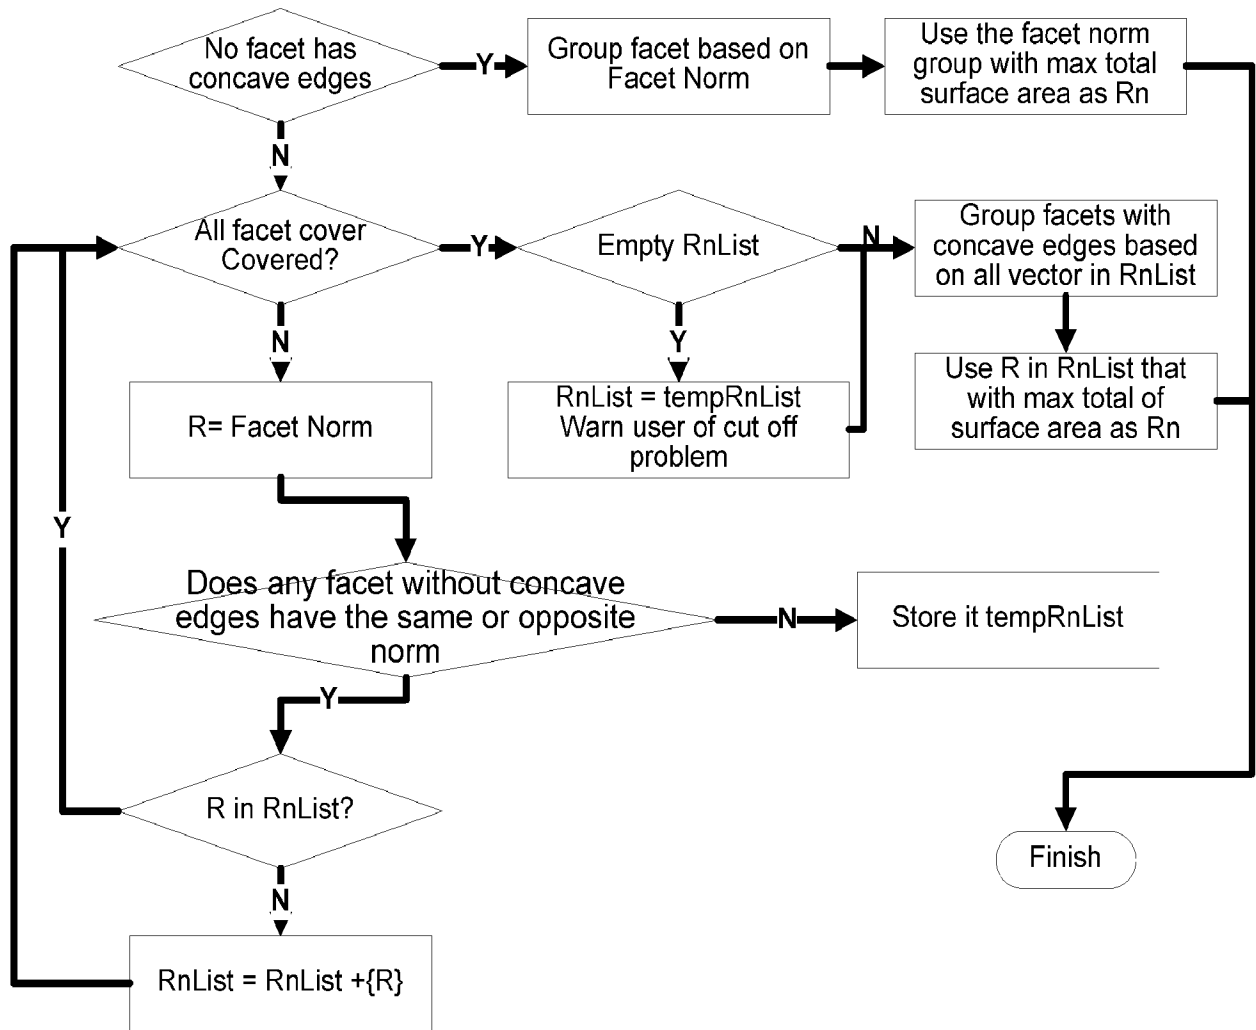 No facet has
concave edges
Y
Group facet based on
Facet Norm
Use the facet norm
group with max total
surface area as Rn
N
All facet cover
Covered?
Y
Empty RnList
N
Group facets with
concave edges based
on all vector in RnList
N
Y
R= Facet Norm
RnList = tempRnList
Warn user of cut off
problem
Use R in RnList that
with max total of
surface area as Rn
Y
Does any facet without concave
edges have the same or opposite
norm
N
Store it tempRnList
Y
R in RnList?
Finish
N
RnList = RnList +{R}